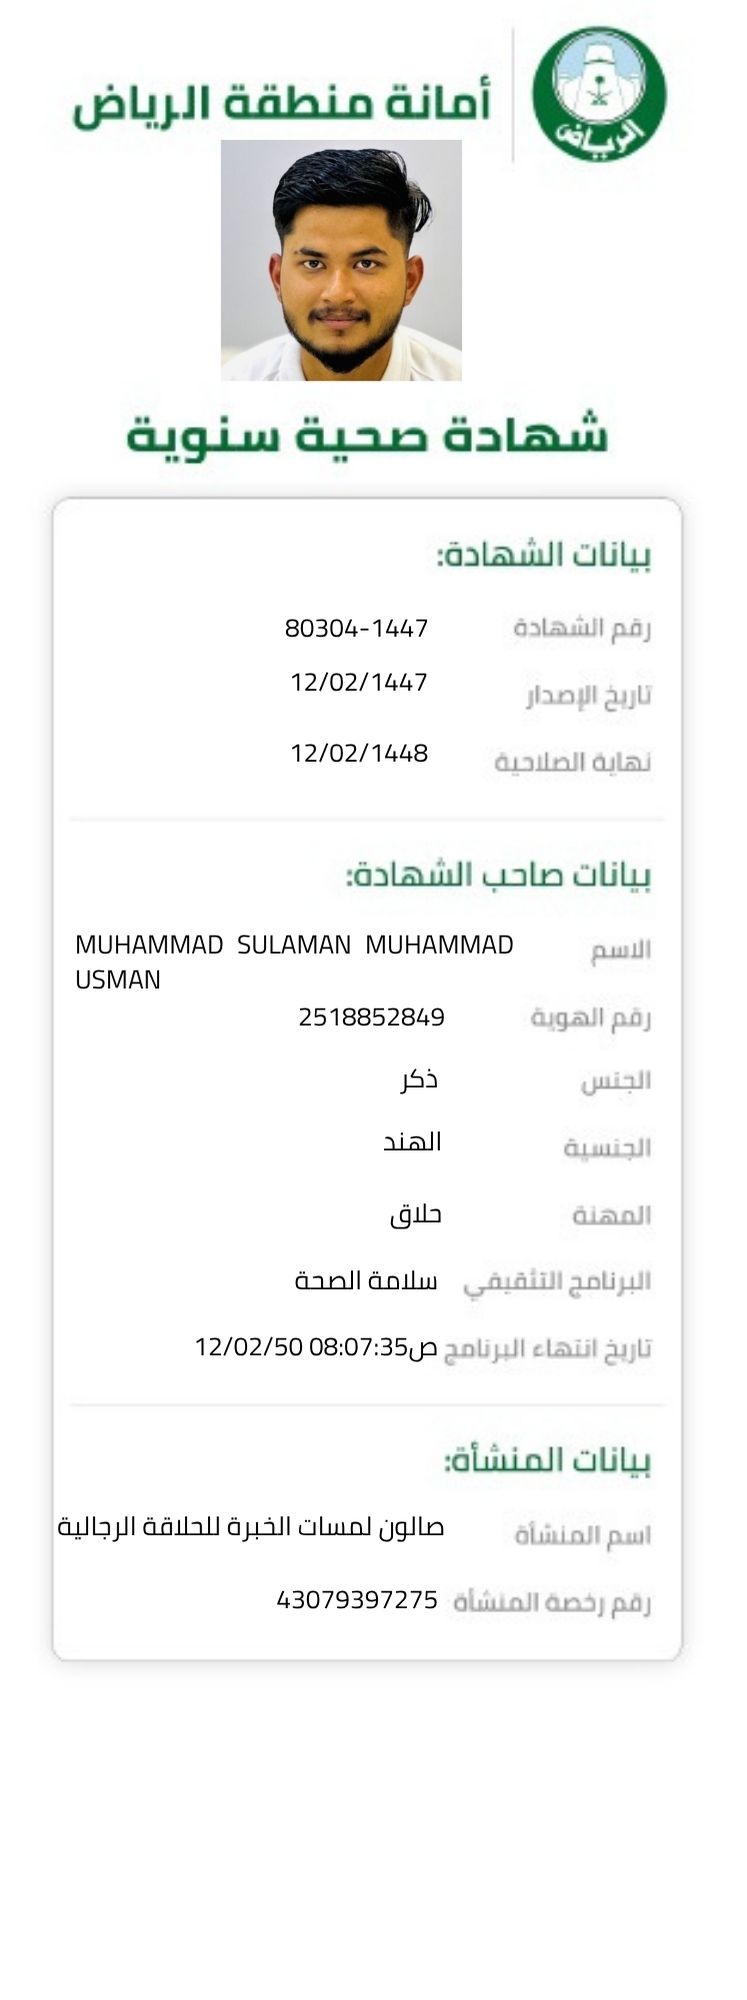 أمانة منطقة الرياض
الرياض
شهادة صحية سنوية
بيانات الشهادة:
رقم الشهادة 80304-1447
تاريخ الإصدار 12/02/1447
نهاية الصلاحية 12/02/1448
بيانات صاحب الشهادة:
الاسم MUHAMMAD SULAMAN MUHAMMAD
USMAN
رقم الهوية 2518852849
الجنس ذكر
الجنسية الهند
المهنة حلاق
البرنامج التثقيفي سلامة الصحة
تاريخ انتهاء البرنامج ص08:07:35 12/02/50
بيانات المنشأة:
اسم المنشأة صالون لمسات الخبرة للحلاقة الرجالية
رقم رخصة المنشأة 43079397275